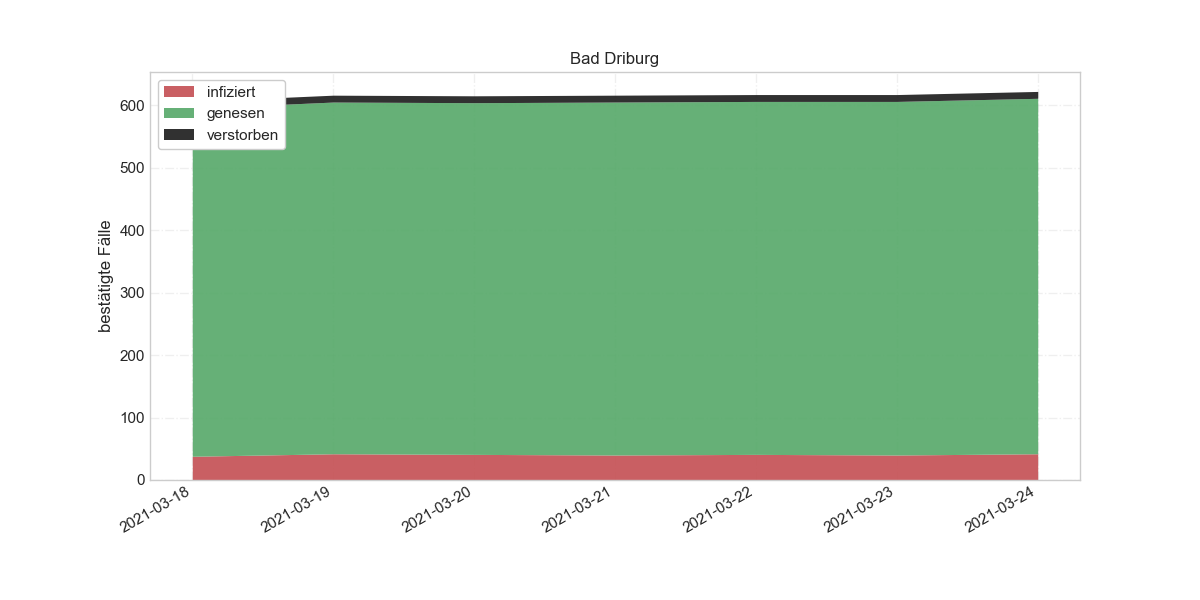 Bad Driburg
infiziert
genesen
verstorben
bestätigte Fälle
600
500
400
300
200
100
0
2021-03-18
2021-03-19
2021-03-20
2021-03-21
2021-03-22
2021-03-23
2021-03-24